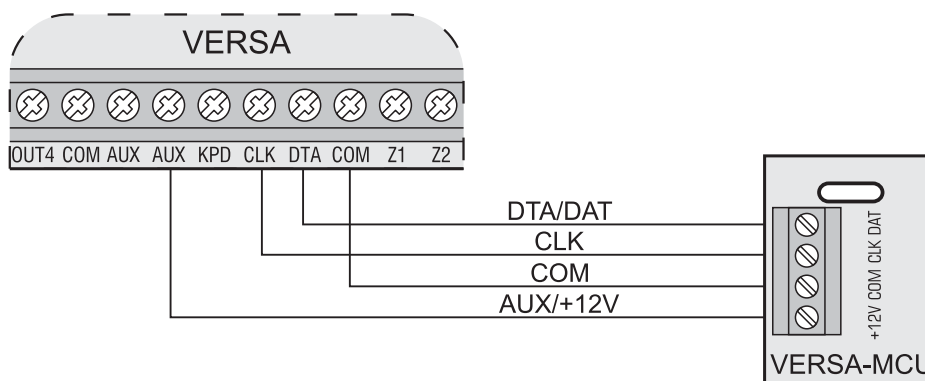 VERSA
OUT4 COM AUX AUX KPD CLK DTA COM Z1 Z2
DTA/DAT
CLK
COM
AUX/+12V
+12V COM CLK DAT
VERSA-MCU